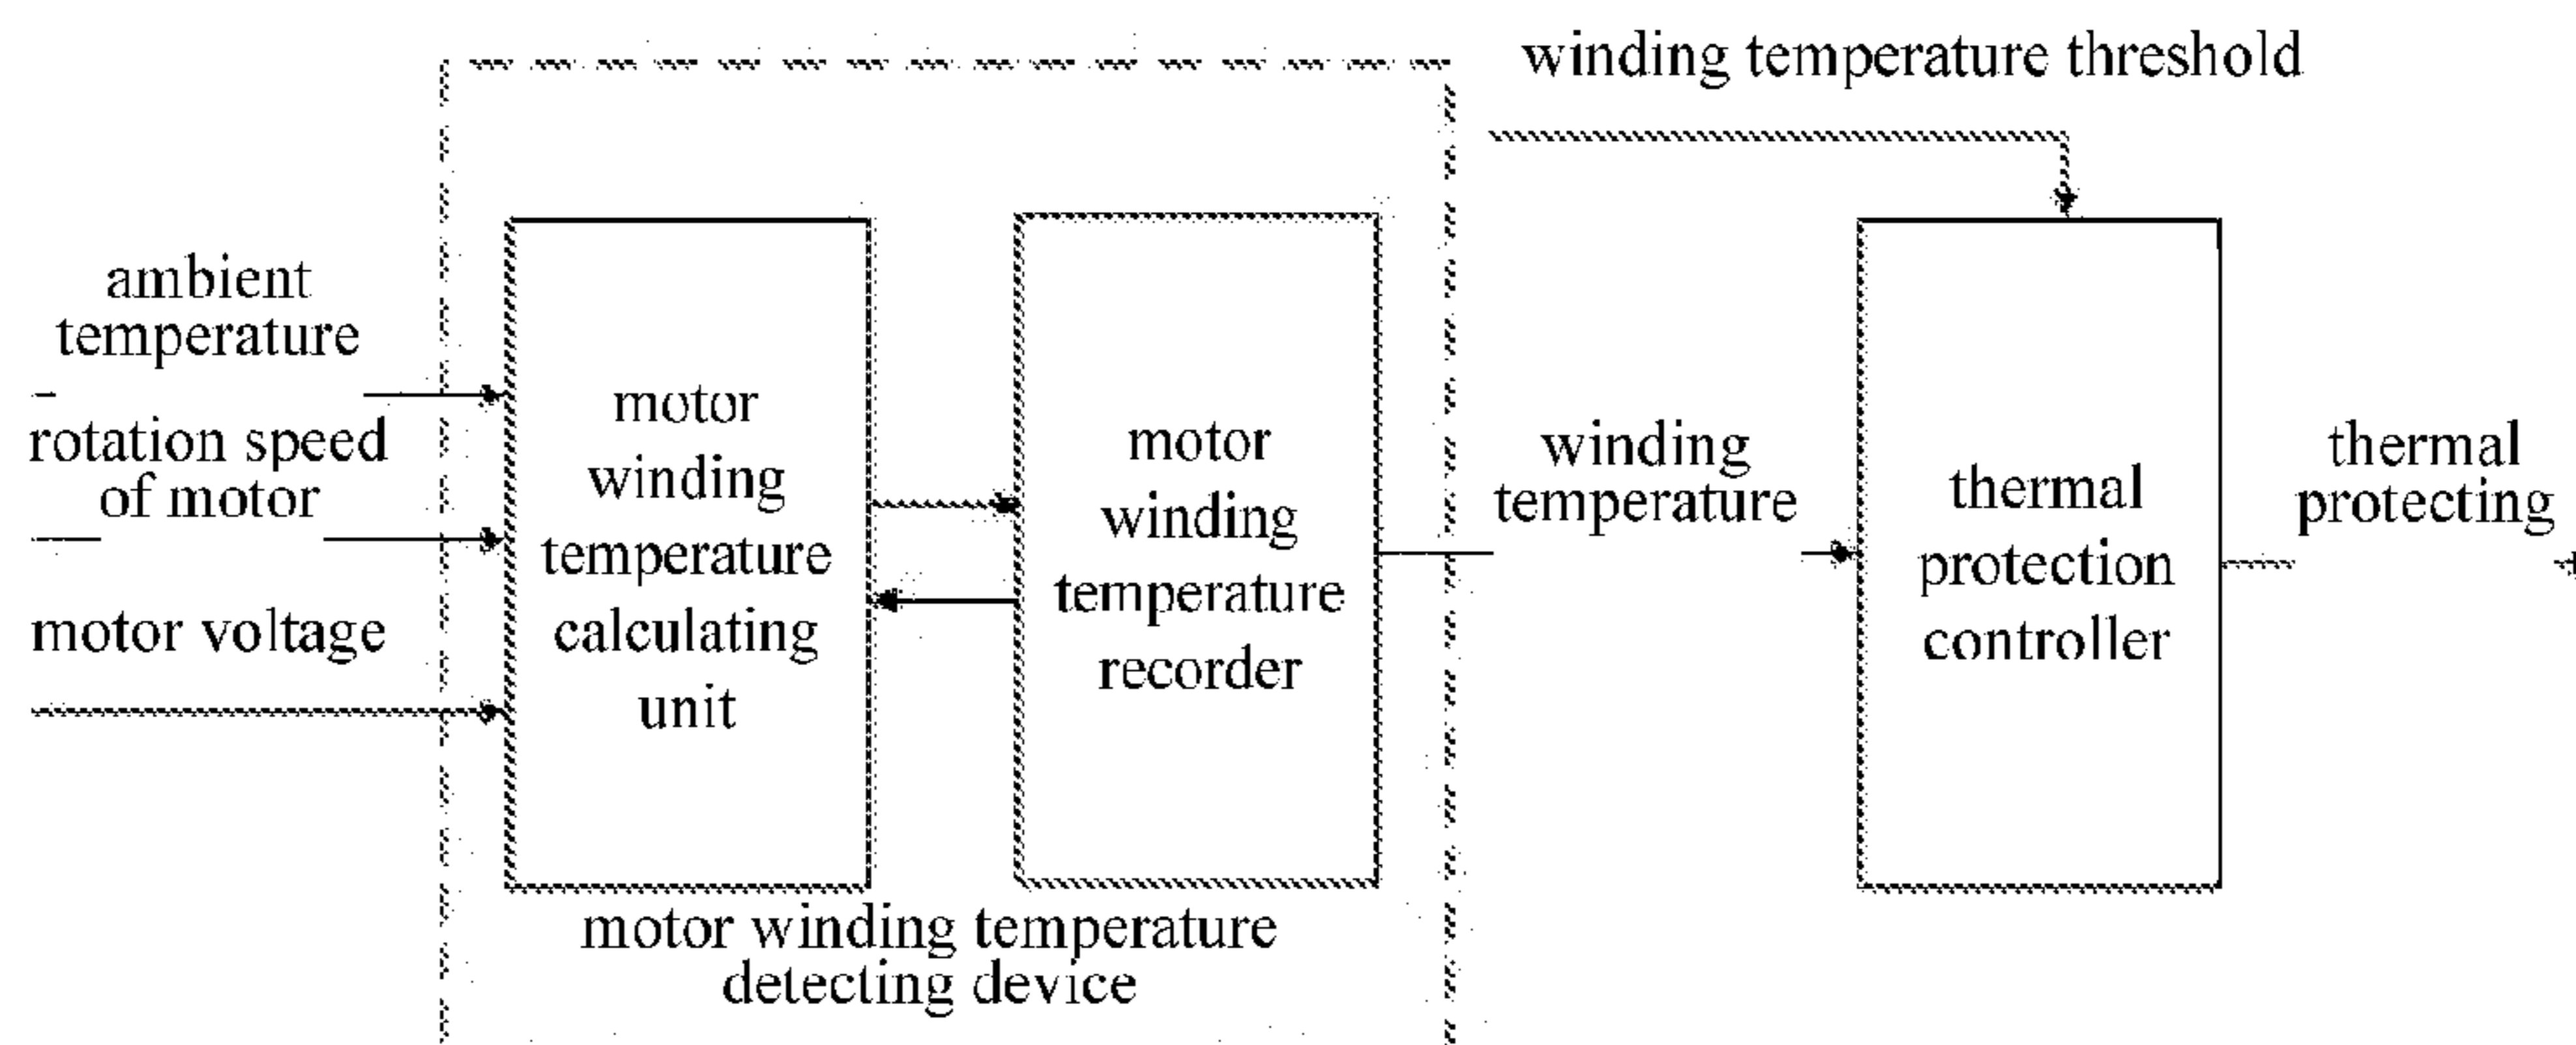 winding temperature threshold
ambient
temperature
rotation speed
of motor
motor voltage
motor
winding
temperature
calculating
unit
motor
winding
temperature
recorder
motor winding temperature
detecting device
winding
temperature
thermal
protection
controller
thermal
protecting